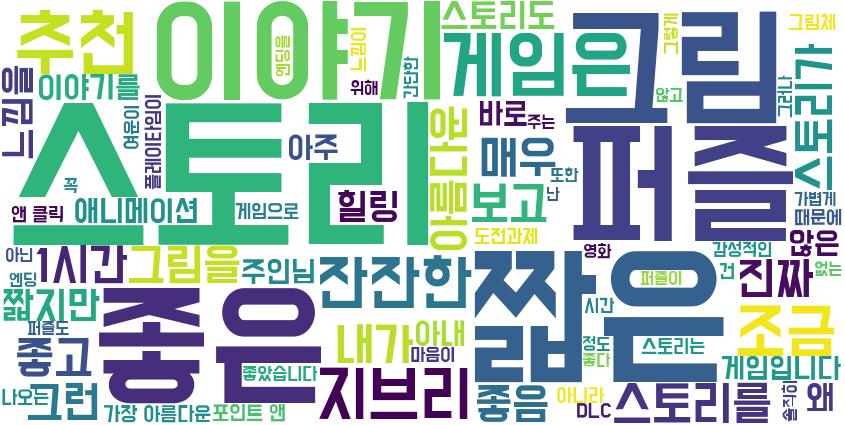 추천
이야기
엔딩을
느낌이
위해
간단한
스토리도
게임은
그림
그렇게
않고
그림체
그러나
스토리가
느낌을
이야기를
여운이
플레이타임이
꼭
스토리
아주
아름다운
바로
주는
매우
또한
난
퍼즐
가볍게
때문에
앤 클릭
애니메이션
게임으로
힐링
보고
도전과제
영화
감성적인
않은
없는
아닌
엔딩
1시간
그림을
주인님
잔잔한
짧은
퍼즐이
건
진짜
짧지만
퍼즐도
좋은
시간
조금
좋고
내가
아내
마음이
정도
좋다
스토리는
게임입니다
좋았습니다
나오는
그런
가장 아름다운
포인트 앤
지브리
좋음
아니라
DLC
스토리를
솔직히
왜